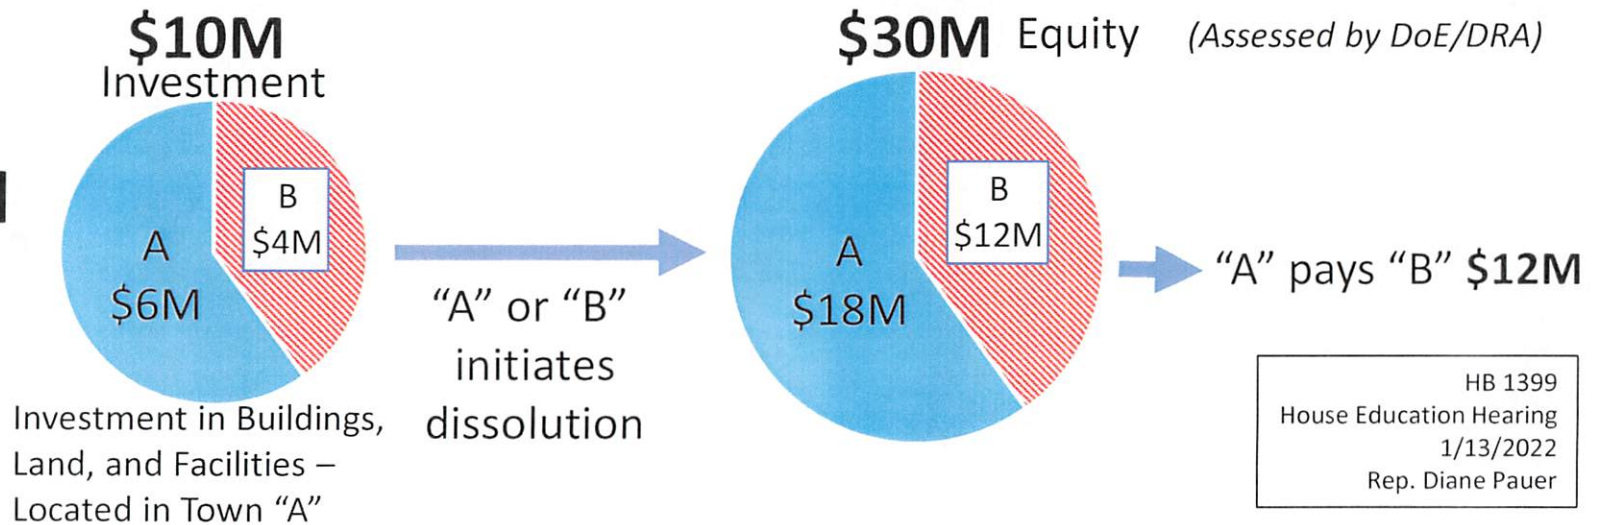 $10M
Investment
A
$6M
B
$4M
Investment in Buildings,
Land, and Facilities –
Located in Town “A”
“A” or “B”
initiates
dissolution
$30M Equity (Assessed by DoE/DRA)
A
$18M
B
$12M
“A” pays “B” $12M
HB 1399
House Education Hearing
1/13/2022
Rep. Diane Pauer